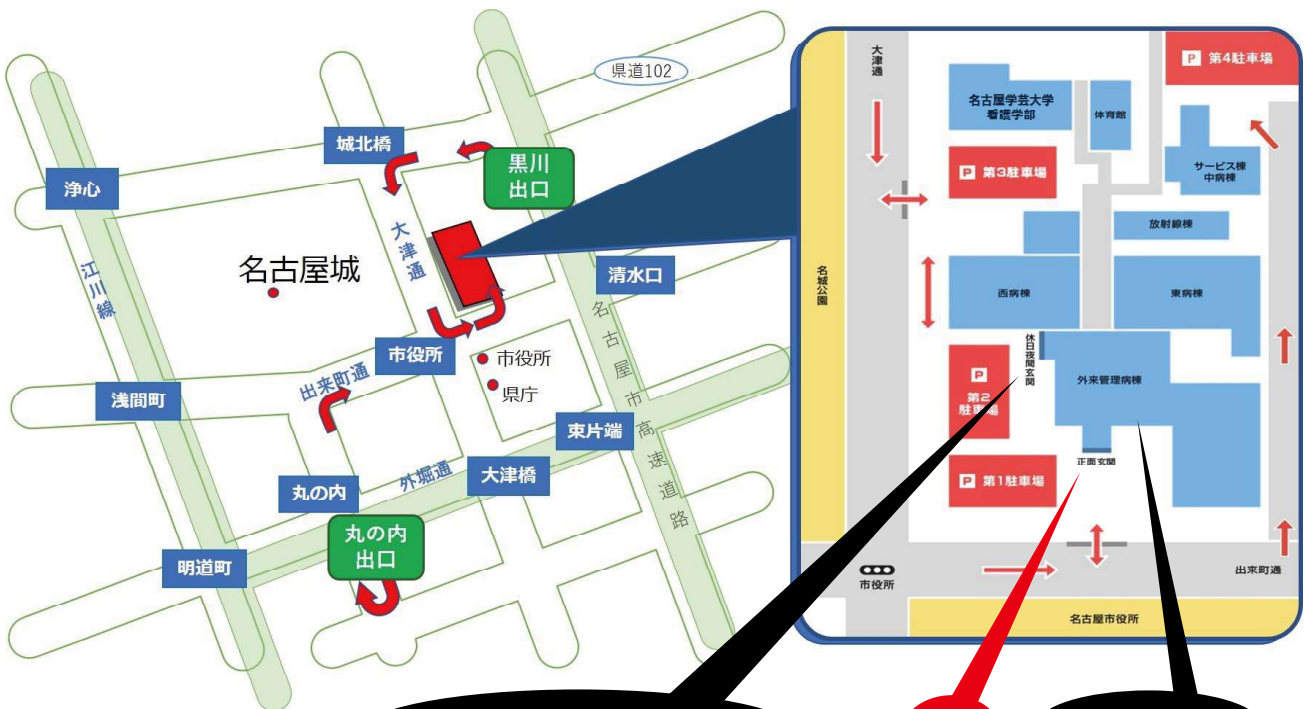 県道102
城北橋
黒川
出口
浄心
大津通
名古屋城
清水口
江川線
市役所
市役所
県庁
出来町通
浅間町
名古屋市高速道路
東片端
外堀通
大津橋
丸の内
丸の内
出口
明道町
大津通
P 第4駐車場
名古屋学芸大学
看護学部
体育館
サービス棟
中病棟
P 第3駐車場
放射線棟
名城公園
西病棟
東病棟
休日夜間玄関
外来管理病棟
P
第2
駐車場
正面玄関
P 第1駐車場
市役所
出来町通
名古屋市役所